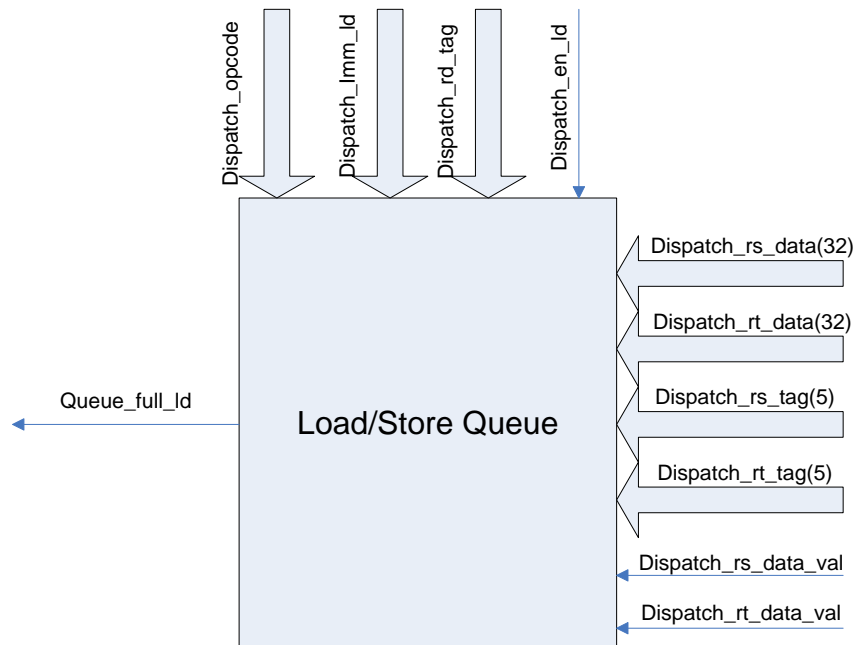 Dispatch_opcode
Dispatch_Imm_ld
Dispatch_rd_tag
Dispatch_en_ld
Dispatch_rs_data(32)
Dispatch_rt_data(32)
Queue_full_ld
Dispatch_rs_tag(5)
Load/Store Queue
Dispatch_rt_tag(5)
Dispatch_rs_data_val
Dispatch_rt_data_val